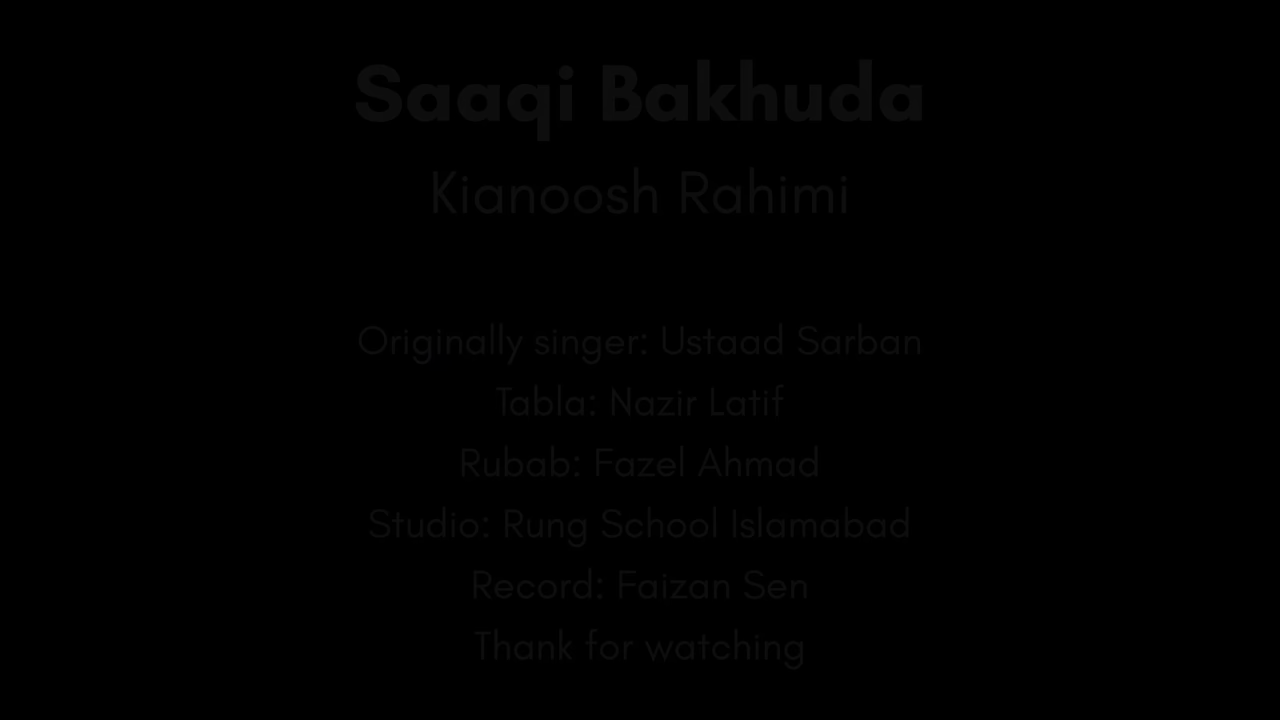 Saaqi Bakhuda
Kianoosh Rahimi
Originally singer: Ustaad Sarban
Tabla: Nazir Latif
Rubab: Fazel Ahmad
Studio: Rung School Islamabad
Record: Faizan Sen
Thank for watching